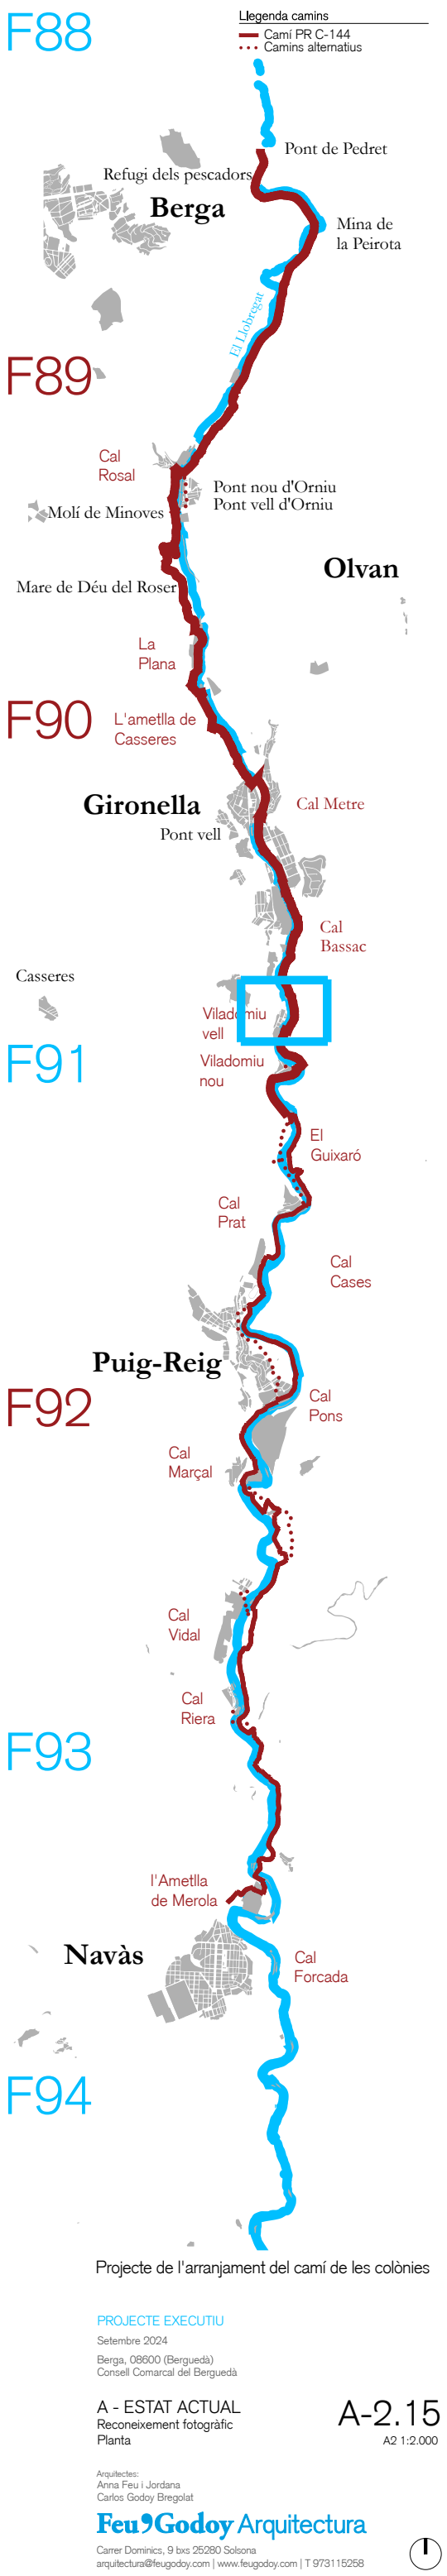 F88
Llegenda camins
Camí PR C-144
Camins alternatius
Pont de Pedret
Refugi dels pescadors
Berga
Mina de
la Peirota
El Llobregat
F89
Cal
Rosal
Pont nou d'Orniu
Pont vell d'Orniu
Molí de Minoves
Olvan
Mare de Déu del Roser
La
Plana
F90
L'ametlla de
Casseres
Gironella
Cal Metre
Pont vell
Cal
Bassac
Casseres
Viladomiu
vell
F91
Viladomiu
nou
El
Guixaró
Cal
Prat
Cal
Cases
Puig-Reig
F92
Cal
Pons
Cal
Marçal
Cal
Vidal
Cal
Riera
F93
l'Ametlla
de Merola
Navàs
Cal
Forcada
F94
Projecte de l'arranjament del camí de les colònies
PROJECTE EXECUTIU
Setembre 2024
Berga, 08600 (Berguedà)
Consell Comarcal del Berguedà
A - ESTAT ACTUAL
Reconeixement fotogràfic
Planta
A-2.15
A2 1:2.000
Arquitectes:
Anna Feu i Jordana
Carlos Godoy Bregolat
Feu9Godoy Arquitectura
Carrer Dominics, 9 bxs 25280 Solsona
arquitectura@feugodoy.com | www.feugodoy.com | T 973115258